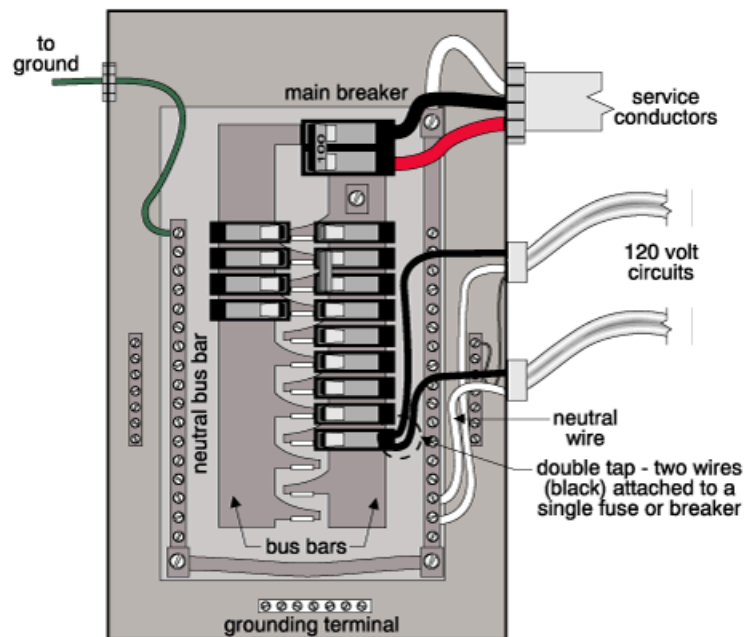 to
ground
main breaker
100
service
conductors
120 volt
circuits
neutral bus bar
neutral
wire
double tap - two wires
(black) attached to a
single fuse or breaker
bus bars
grounding terminal